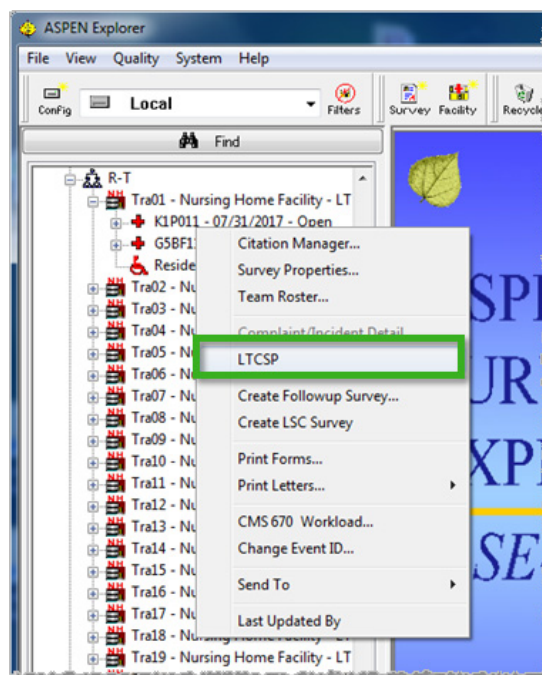 ASPEN Explorer
File View Quality System Help
Config Local Filters Survey Facility Recycle
Find
R-T
Tra01 - Nursing Home Facility - LT
K1P011 - 07/31/2017 - Open
G5BF1
Citation Manager...
Reside
Survey Properties...
Tra02 - Nu
Team Roster...
Tra03 - Nu
Tra04 - Nu
Complaint/Incident Detail
Tra05 - Nu
LTCSP
Tra06 - Nu
Tra07 - Nu
Create Followup Survey...
Tra08 - Nu
Create LSC Survey
Tra09 - Nu
Tra10 - Nu
Print Forms...
Tra11 - Nu
Print Letters...
Tra12 - Nu
CMS 670 Workload...
Tra13 - Nu
Tra14 - Nu
Change Event ID...
Tra15 - Nu
Send To
Tra16 - Nu
Tra17 - Nu
Last Updated By
Tra18 - Nursing Home Facility - LT
Tra19 - Nursing Home Facility - LT
SPE
UR
XP
SE